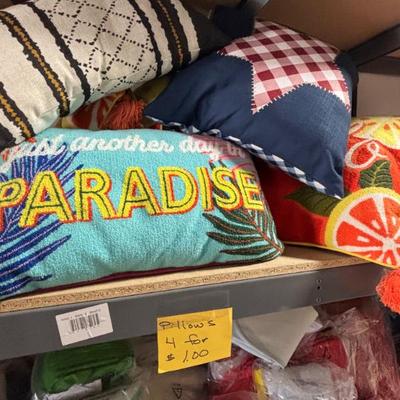 Just another day in
PARADISE
Pillows
4 for
$1.00